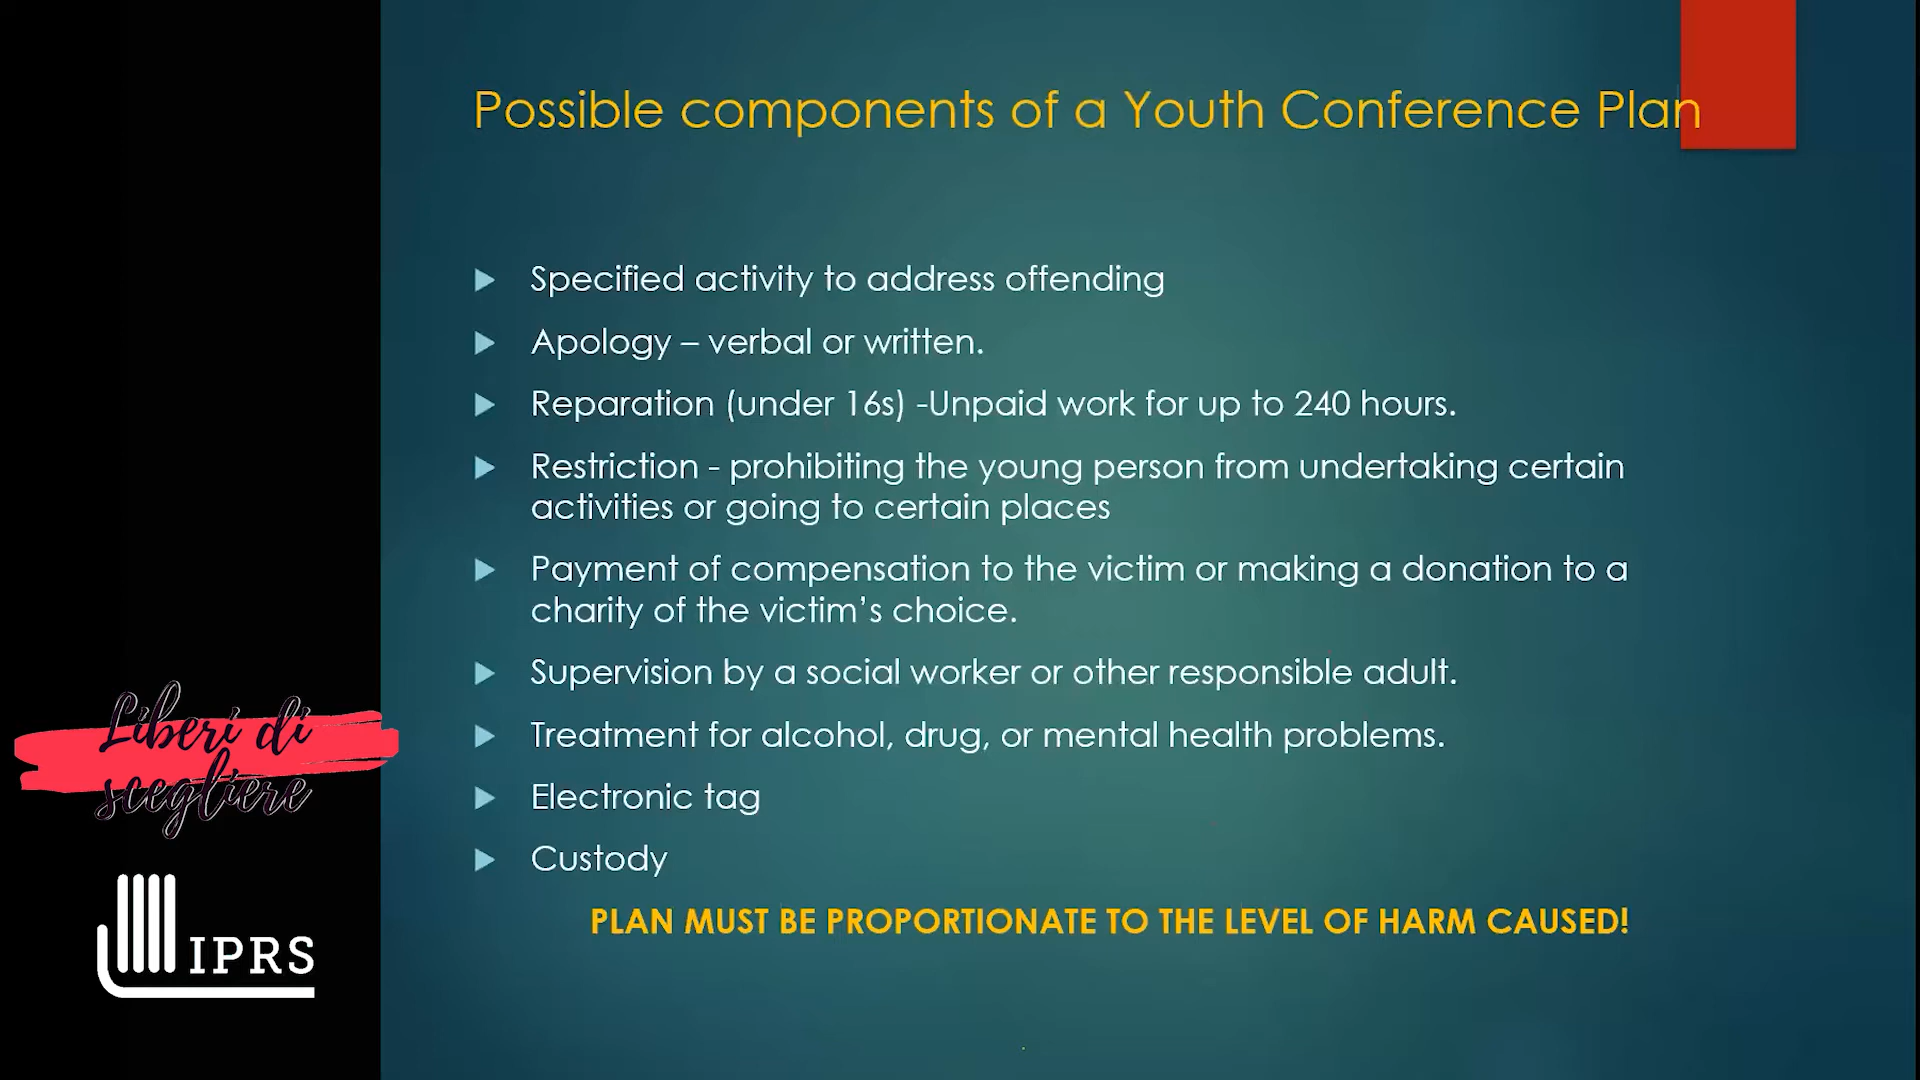 Possible components of a Youth Conference Plan
Specified activity to address offending
Apology – verbal or written.
Reparation (under 16s) -Unpaid work for up to 240 hours.
Restriction - prohibiting the young person from undertaking certain
activities or going to certain places
Payment of compensation to the victim or making a donation to a
charity of the victim’s choice.
Supervision by a social worker or other responsible adult.
Treatment for alcohol, drug, or mental health problems.
Electronic tag
Custody
PLAN MUST BE PROPORTIONATE TO THE LEVEL OF HARM CAUSED!
Liberi di
scegliere
IPRS